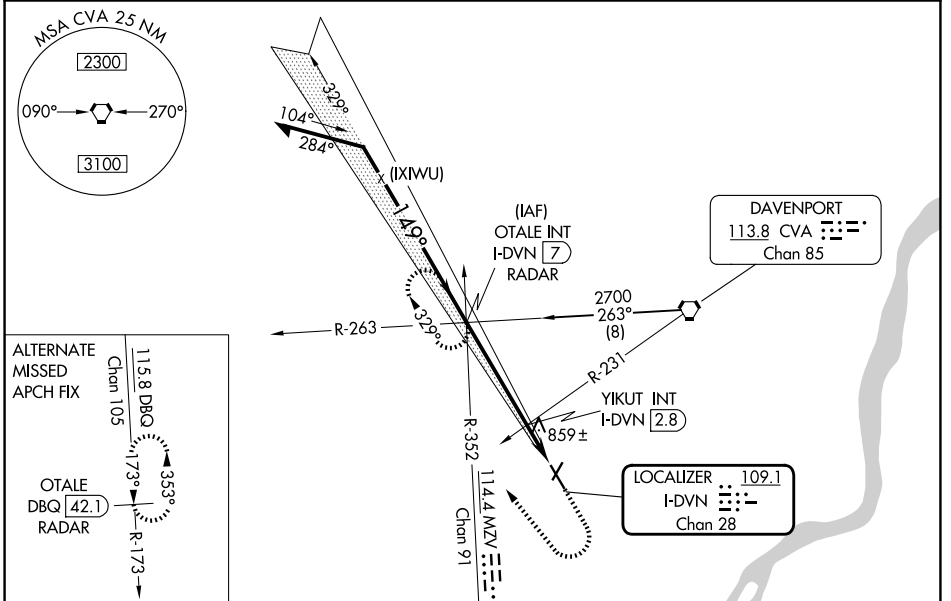 MSA CVA 25 NM
2300
090°
270°
3100
329°
104°
284°
(IXIWU)
149°
(IAF)
OTALE INT
I-DVN 7
RADAR
DAVENPORT
113.8 CVA
Chan 85
2700
263°
(8)
R-263
329°
R-231
YIKUT INT
I-DVN 2.8
859±
R-352
114.4 MZV
Chan 91
LOCALIZER 109.1
I-DVN
Chan 28
ALTERNATE
MISSED
APCH FIX
115.8 DBQ
Chan 105
173°
353°
OTALE
DBQ 42.1
RADAR
R-173